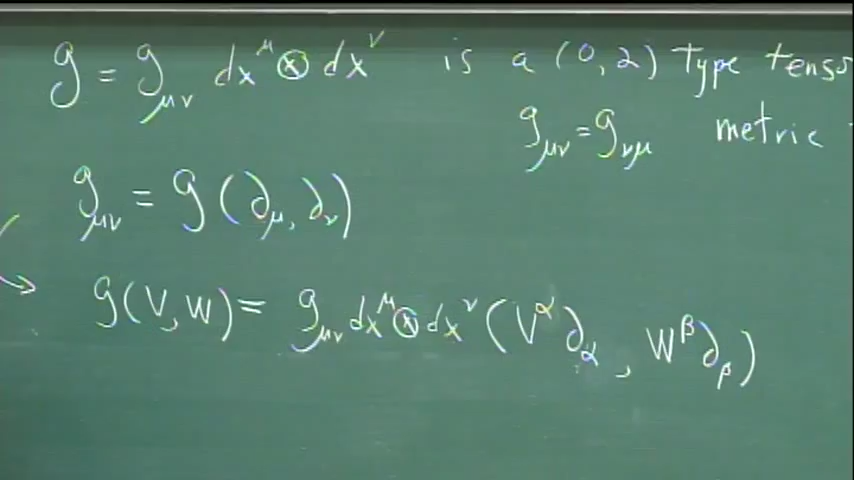 g = g_{μν} dx^μ ⊗ dx^ν is a (0,2) Type
g_{μν} = g_{νμ} metric
g_{μν} = g(∂_μ, ∂_ν)
g(V, W) = g_{μν} dx^μ ⊗ dx^ν (V^α ∂_α, W^β ∂_β)